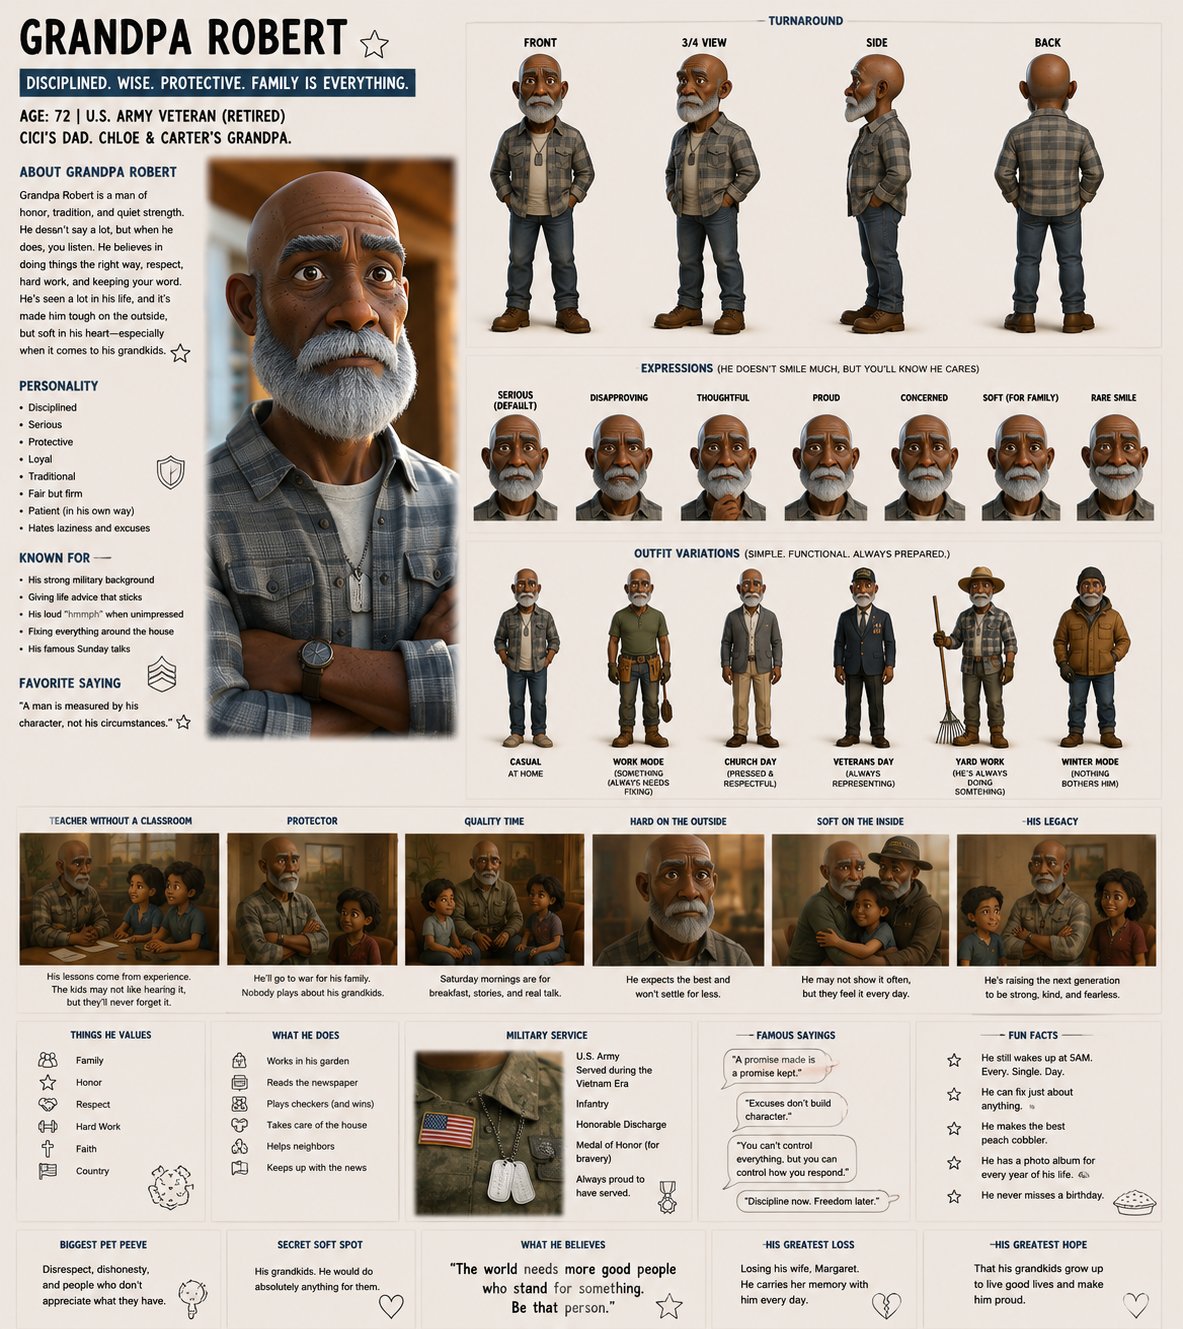 GRANDPA ROBERT
DISCIPLINED. WISE. PROTECTIVE. FAMILY IS EVERYTHING.
AGE: 72 | U.S. ARMY VETERAN (RETIRED)
CICI'S DAD. CHLOE & CARTER'S GRANDPA.
ABOUT GRANDPA ROBERT
Grandpa Robert is a man of
honor, tradition, and quiet strength.
He desen't say a lot, but when he
does, you listen. He believes in
doing things the right way, respect,
hard work, and keeping your word.
He's seen a lot in his life, and it's
made him tough on the outside,
but soft in his heart—especially
when it comes to his grandkids.
PERSONALITY
• Disciplined
• Serious
• Protective
• Loyal
• Traditional
• Fair but firm
• Patient (in his own way)
• Hates laziness and excuses
KNOWN FOR
• His strong military background
• Giving life advice that sticks
• His loud "hmmph" when unimpressed
• Fixing everything around the house
• His famous Sunday talks
FAVORITE SAYING
"A man is measured by his
character, not his circumstances."
TURNAROUND
FRONT
3/4 VIEW
SIDE
BACK
EXPRESSIONS (HE DOESN'T SMILE MUCH, BUT YOU'LL KNOW HE CARES)
SERIOUS
(DEFAULT)
DISAPPROVING
THOUGHTFUL
PROUD
CONCERNED
SOFT (FOR FAMILY)
RARE SMILE
OUTFIT VARIATIONS (SIMPLE. FUNCTIONAL. ALWAYS PREPARED.)
CASUAL
AT HOME
WORK MODE
(SOMETHING
(ALWAYS NEEDS
FIXING)
CHURCH DAY
(PRESSED &
RESPECTFUL)
VETERANS DAY
(ALWAYS
REPRESENTING)
YARD WORK
(HE'S ALWAYS
DOING
SOMTEHING)
WINTER MODE
(NOTHING
BOTHERS HIM)
TEACHER WITHOUT A CLASSROOM
His lessons come from experience.
The kids may not like hearing it,
but they'll never forget it.
PROTECTOR
He'll go to war for his family.
Nobody plays about his grandkids.
QUALITY TIME
Saturday mornings are for
breakfast, stories, and real talk.
HARD ON THE OUTSIDE
He expects the best and
won't settle for less.
SOFT ON THE INSIDE
He may not show it often,
but they feel it every day.
HIS LEGACY
He's raising the next generation
to be strong, kind, and fearless.
THINGS HE VALUES
Family
Honor
Respect
Hard Work
Faith
Country
WHAT HE DOES
Works in his garden
Reads the newspaper
Plays checkers (and wins)
Takes care of the house
Helps neighbors
Keeps up with the news
MILITARY SERVICE
U.S. Army
Served during the
Vietnam Era
Infantry
Honorable Discharge
Medal of Honor (for
bravery)
Always proud to
have served.
FAMOUS SAYINGS
"A promise made is
a promise kept."
"Excuses don't build
character."
"You can't control
everything, but you can
control how you respond."
"Discipline now. Freedom later."
FUN FACTS
He still wakes up at 5AM.
Every. Single. Day.
He can fix just about
anything.
He makes the best
peach cobbler.
He has a photo album for
every year of his life.
He never misses a birthday.
BIGGEST PET PEEVE
Disrespect, dishonesty,
and people who don't
appreciate what they have.
SECRET SOFT SPOT
His grandkids. He would do
absolutely anything for them.
WHAT HE BELIEVES
"The world needs more good people
who stand for something.
Be that person."
HIS GREATEST LOSS
Losing his wife, Margaret.
He carries her memory with
him every day.
HIS GREATEST HOPE
That his grandkids grow up
to live good lives and make
him proud.